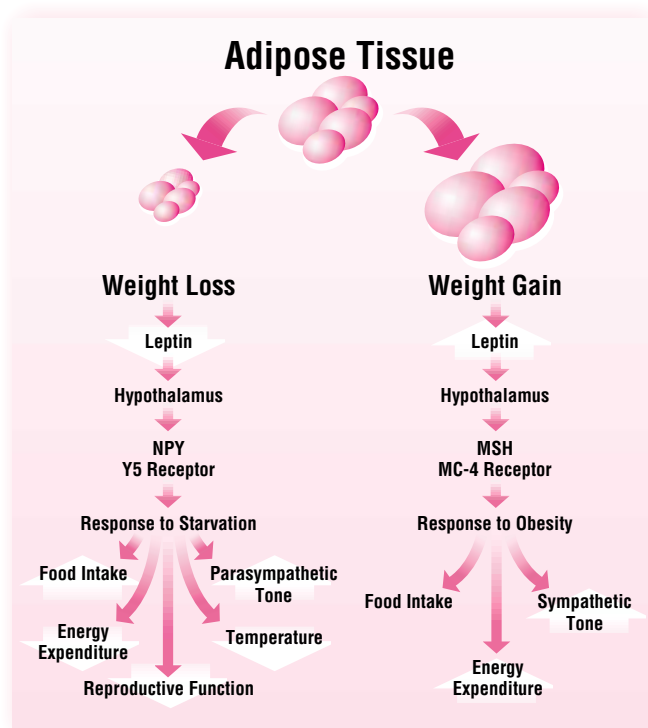 Adipose Tissue
Weight Loss
Leptin
Hypothalamus
NPY
Y5 Receptor
Response to Starvation
Food Intake
Parasympathetic
Tone
Energy
Expenditure
Temperature
Reproductive Function
Weight Gain
Leptin
Hypothalamus
MSH
MC-4 Receptor
Response to Obesity
Food Intake
Sympathetic
Tone
Energy
Expenditure